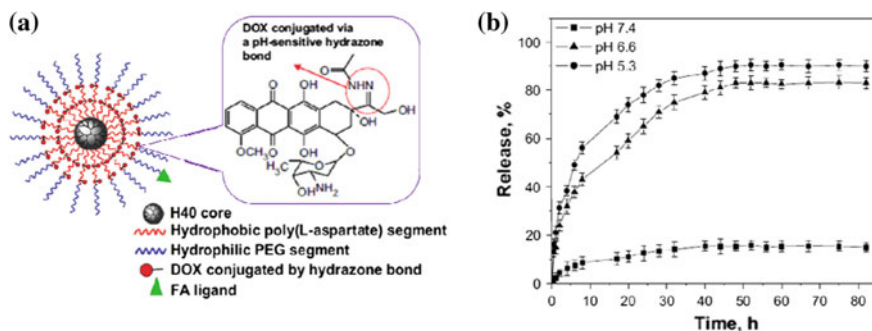 (a)
DOX conjugated via
a pH-sensitive hydrazone
bond
O
NH
N
O
OH
OH
OH
OH
OCH3
O
OH
O
O
H3C
O
HO
NH2
H40 core
Hydrophobic poly(L-aspartate) segment
Hydrophilic PEG segment
DOX conjugated by hydrazone bond
FA ligand
(b)
pH 7.4
pH 6.6
pH 5.3
Release, %
100
80
60
40
20
0
0 10 20 30 40 50 60 70 80
Time, h